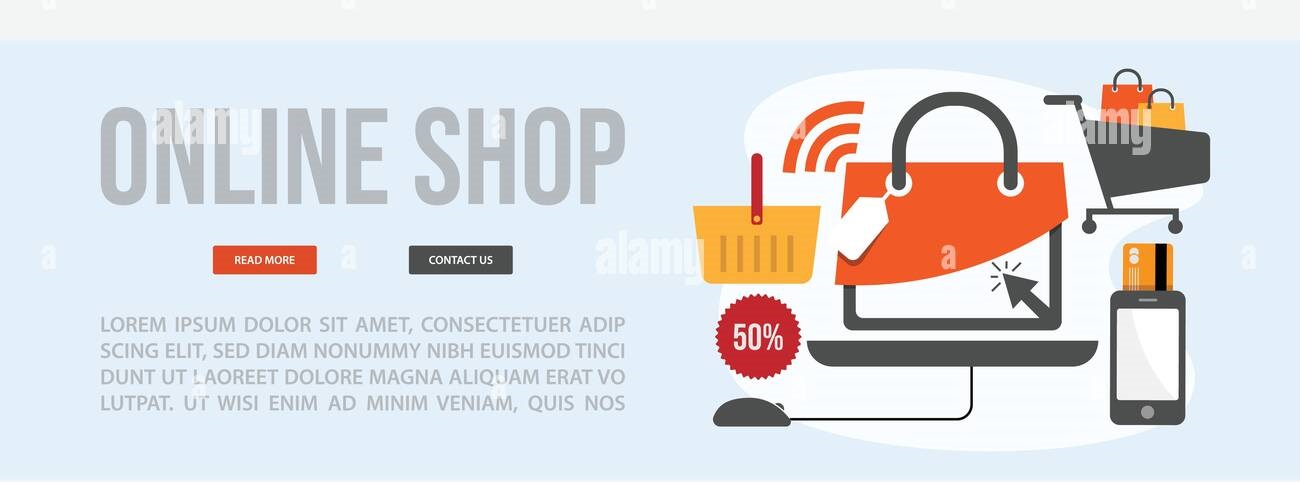 ONLINE SHOP
READ MORE
CONTACT US
LOREM IPSUM DOLOR SIT AMET, CONSECTETUER ADIP
SCING ELIT, SED DIAM NONUMMY NIBH EUISMOD TINCI
DUNT UT LAOREET DOLORE MAGNA ALIQUAM ERAT VO
LUTPAT. UT WISI ENIM AD MINIM VENIAM, QUIS NOS
50%
alamy
alamy
alamy
a
a
a
a
a
a
a